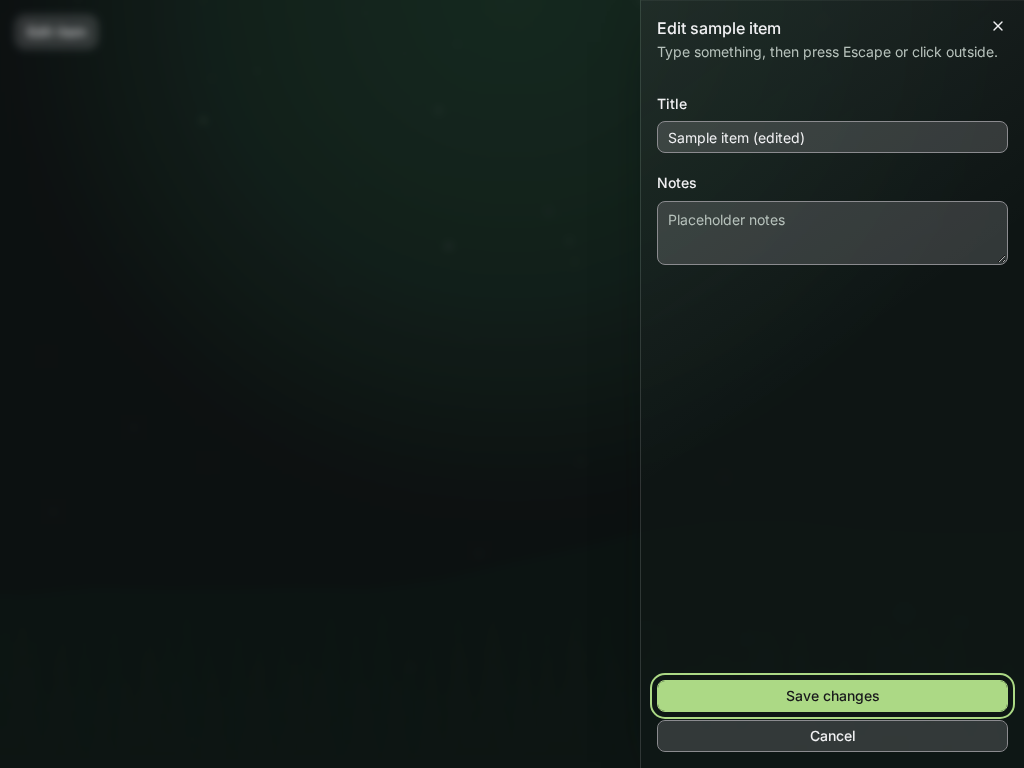 Edit sample item
Type something, then press Escape or click outside.
Title
Sample item (edited)
Notes
Placeholder notes
Save changes
Cancel